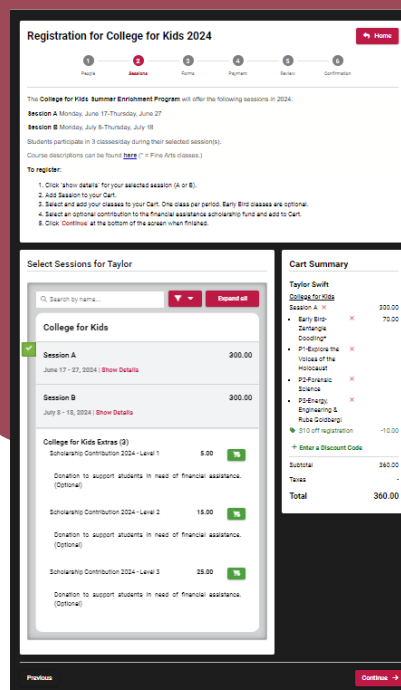 Registration for College for Kids 2024
Home
1
2
3
4
5
6
People
Sessions
Forms
Payment
Review
Confirmation
The College for Kids Summer Enrichment Program will offer the following sessions in 2024:
Session A Monday, June 17-Thursday, June 27
Session B Monday, July 8-Thursday, July 18
Students participate in 3 classes/day during their selected session(s).
Course descriptions can be found here (* = Fine Arts classes.)
To register:
1. Click 'show details' for your selected session (A or B).
2. Add Session to your Cart.
3. Select and add your classes to your Cart. One class per period. Early Bird classes are optional.
4. Select an optional contribution to the financial assistance scholarship fund and add to Cart.
5. Click 'Continue' at the bottom of the screen when finished.
Select Sessions for Taylor
Search by name...
Expand all
College for Kids
Session A 300.00
June 17 - 27, 2024 | Show Details
Session B 300.00
July 8 - 18, 2024 | Show Details
College for Kids Extras (3)
Scholarship Contribution 2024 - Level 1 5.00
Donation to support students in need of financial assistance.
(Optional)
Scholarship Contribution 2024 - Level 2 15.00
Donation to support students in need of financial assistance.
(Optional)
Scholarship Contribution 2024 - Level 3 25.00
Donation to support students in need of financial assistance.
(Optional)
Cart Summary
Taylor Swift
College for Kids
Session A × 300.00
• Early Bird- × 70.00
Zentangle
Doodling*
• P1-Explore the ×
Voices of the
Holocaust
• P2-Forensic ×
Science
• P3-Energy, ×
Engineering &
Rube Goldberg!
$10 off registration -10.00
+ Enter a Discount Code
Subtotal 360.00
Taxes -
Total 360.00
Previous
Continue →